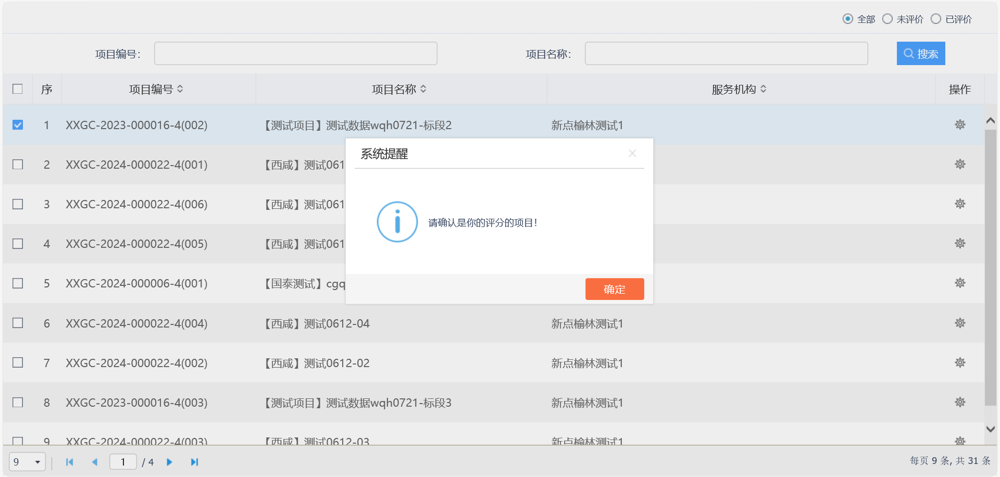 全部 未评价 已评价
项目编号： 项目名称： 搜索
序 项目编号 项目名称 服务机构 操作
1 XXGC-2023-000016-4(002) 【测试项目】测试数据wqh0721-标段2 新点榆林测试1
2 XXGC-2024-000022-4(001) 【西咸】测试061
3 XXGC-2024-000022-4(006) 【西咸】测试061
4 XXGC-2024-000022-4(005) 【西咸】测试061
5 XXGC-2024-000006-4(001) 【国泰测试】cgq
系统提醒
请确认是你的评分的项目！
确定
6 XXGC-2024-000022-4(004) 【西咸】测试0612-04 新点榆林测试1
7 XXGC-2024-000022-4(002) 【西咸】测试0612-02 新点榆林测试1
8 XXGC-2023-000016-4(003) 【测试项目】测试数据wqh0721-标段3 新点榆林测试1
9 XXGC-2024-000022-4(003) 【西咸】测试0612-03 新点榆林测试1
9 1 / 4 每页 9 条, 共 31 条